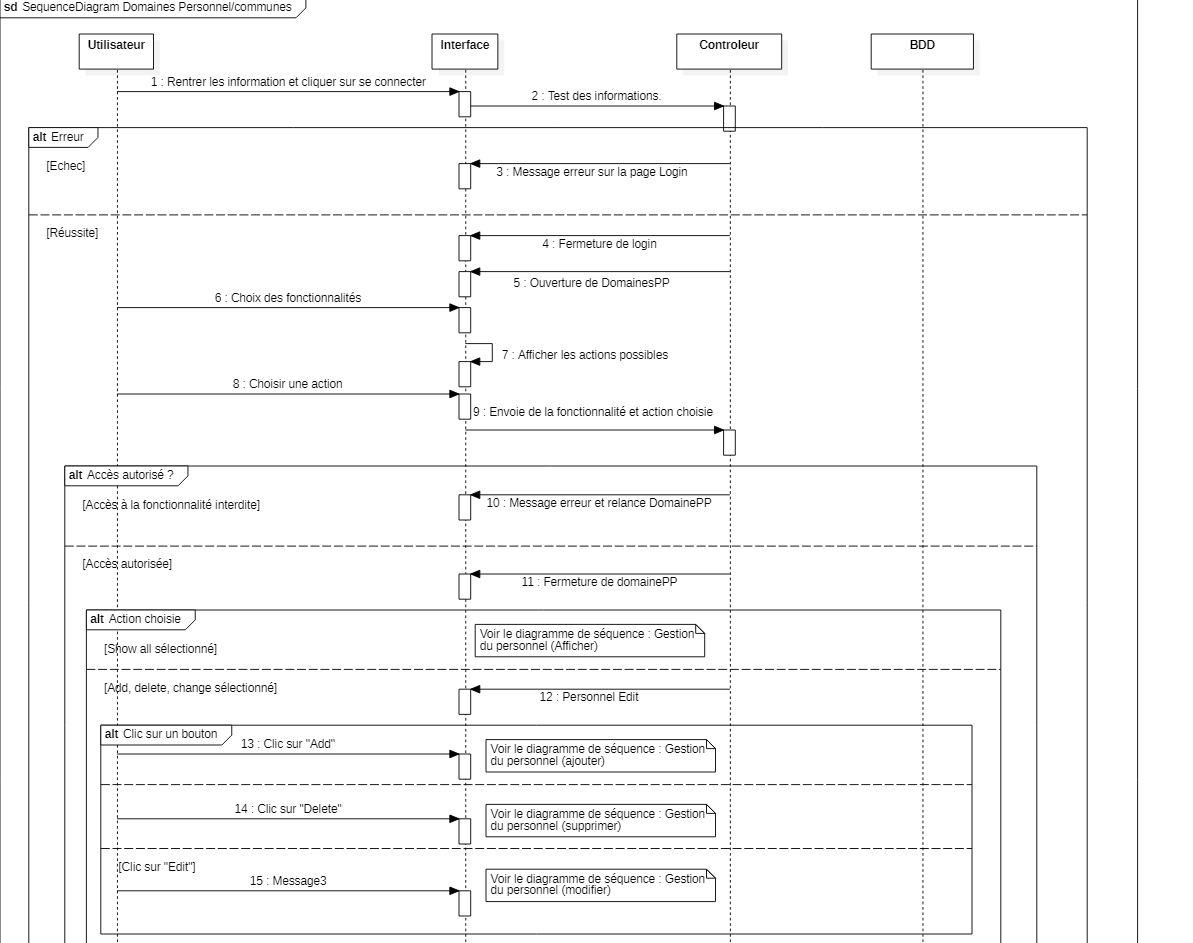 sd SequenceDiagram Domaines Personnel/communes
Utilisateur
Interface
Controleur
BDD
1 : Rentrer les information et cliquer sur se connecter
2 : Test des informations.
alt Erreur
[Echec]
3 : Message erreur sur la page Login
[Réussite]
4 : Fermeture de login
5 : Ouverture de DomainesPP
6 : Choix des fonctionnalités
7 : Afficher les actions possibles
8 : Choisir une action
9 : Envoie de la fonctionnalité et action choisie
alt Accès autorisé ?
[Accès à la fonctionnalité interdite]
10 : Message erreur et relance DomainePP
[Accès autorisée]
11 : Fermeture de domainePP
alt Action choisie
[Show all sélectionné]
Voir le diagramme de séquence : Gestion
du personnel (Afficher)
[Add, delete, change sélectionné]
12 : Personnel Edit
alt Clic sur un bouton
13 : Clic sur "Add"
Voir le diagramme de séquence : Gestion
du personnel (ajouter)
14 : Clic sur "Delete"
Voir le diagramme de séquence : Gestion
du personnel (supprimer)
[Clic sur "Edit"]
15 : Message3
Voir le diagramme de séquence : Gestion
du personnel (modifier)